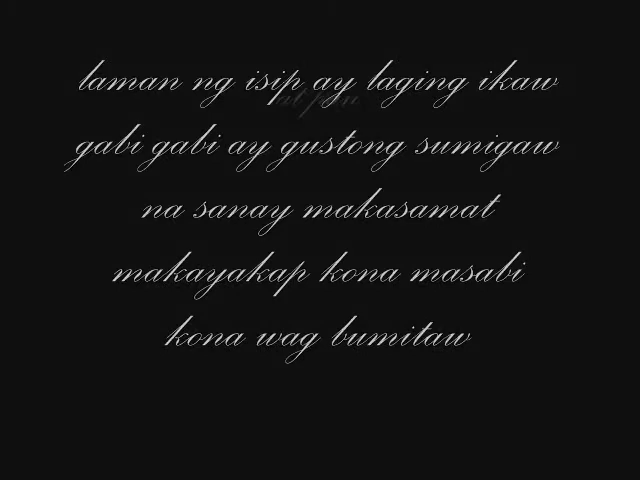 laman ng isip ay laging ikaw
gabi gabi ay gustong sumigaw
na sanay makasamat
makayakap kona masabi
kona wag bumitaw